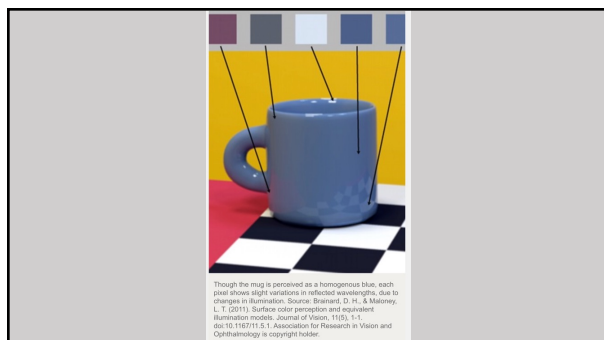 Though the mug is perceived as a homogenous blue, each
pixel shows slight variations in reflected wavelengths, due to
changes in illumination. Source: Brainard, D. H., & Maloney,
L. T. (2011). Surface color perception and equivalent
illumination models. Journal of Vision, 11(5), 1-1.
doi:10.1167/11.5.1. Association for Research in Vision and
Ophthalmology is copyright holder.